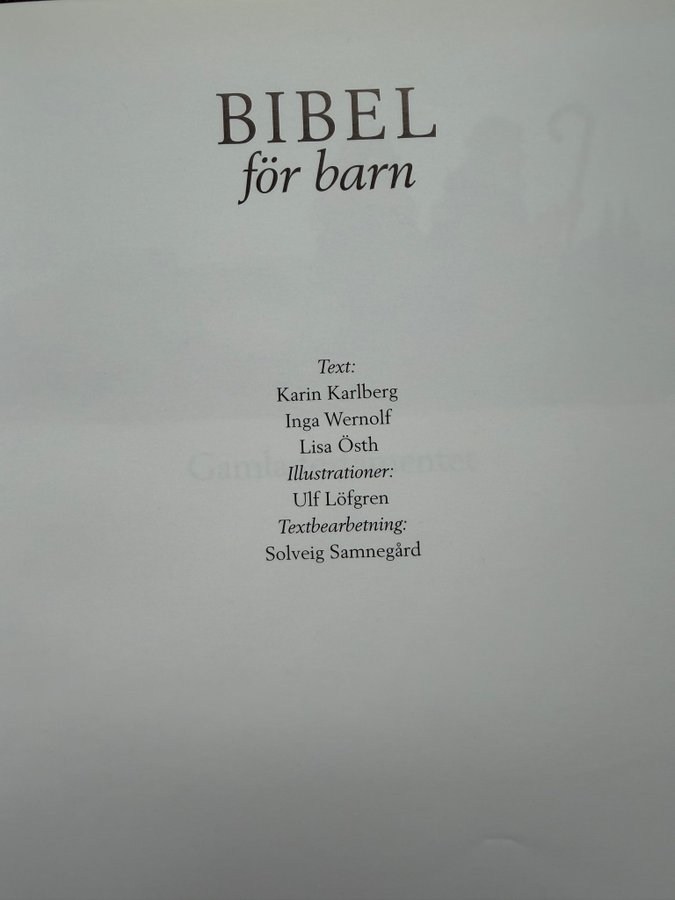 BIBEL
för barn
Text:
Karin Karlberg
Inga Wernolf
Lisa Östh
Illustrationer:
Ulf Löfgren
Textbearbetning:
Solveig Samnegård